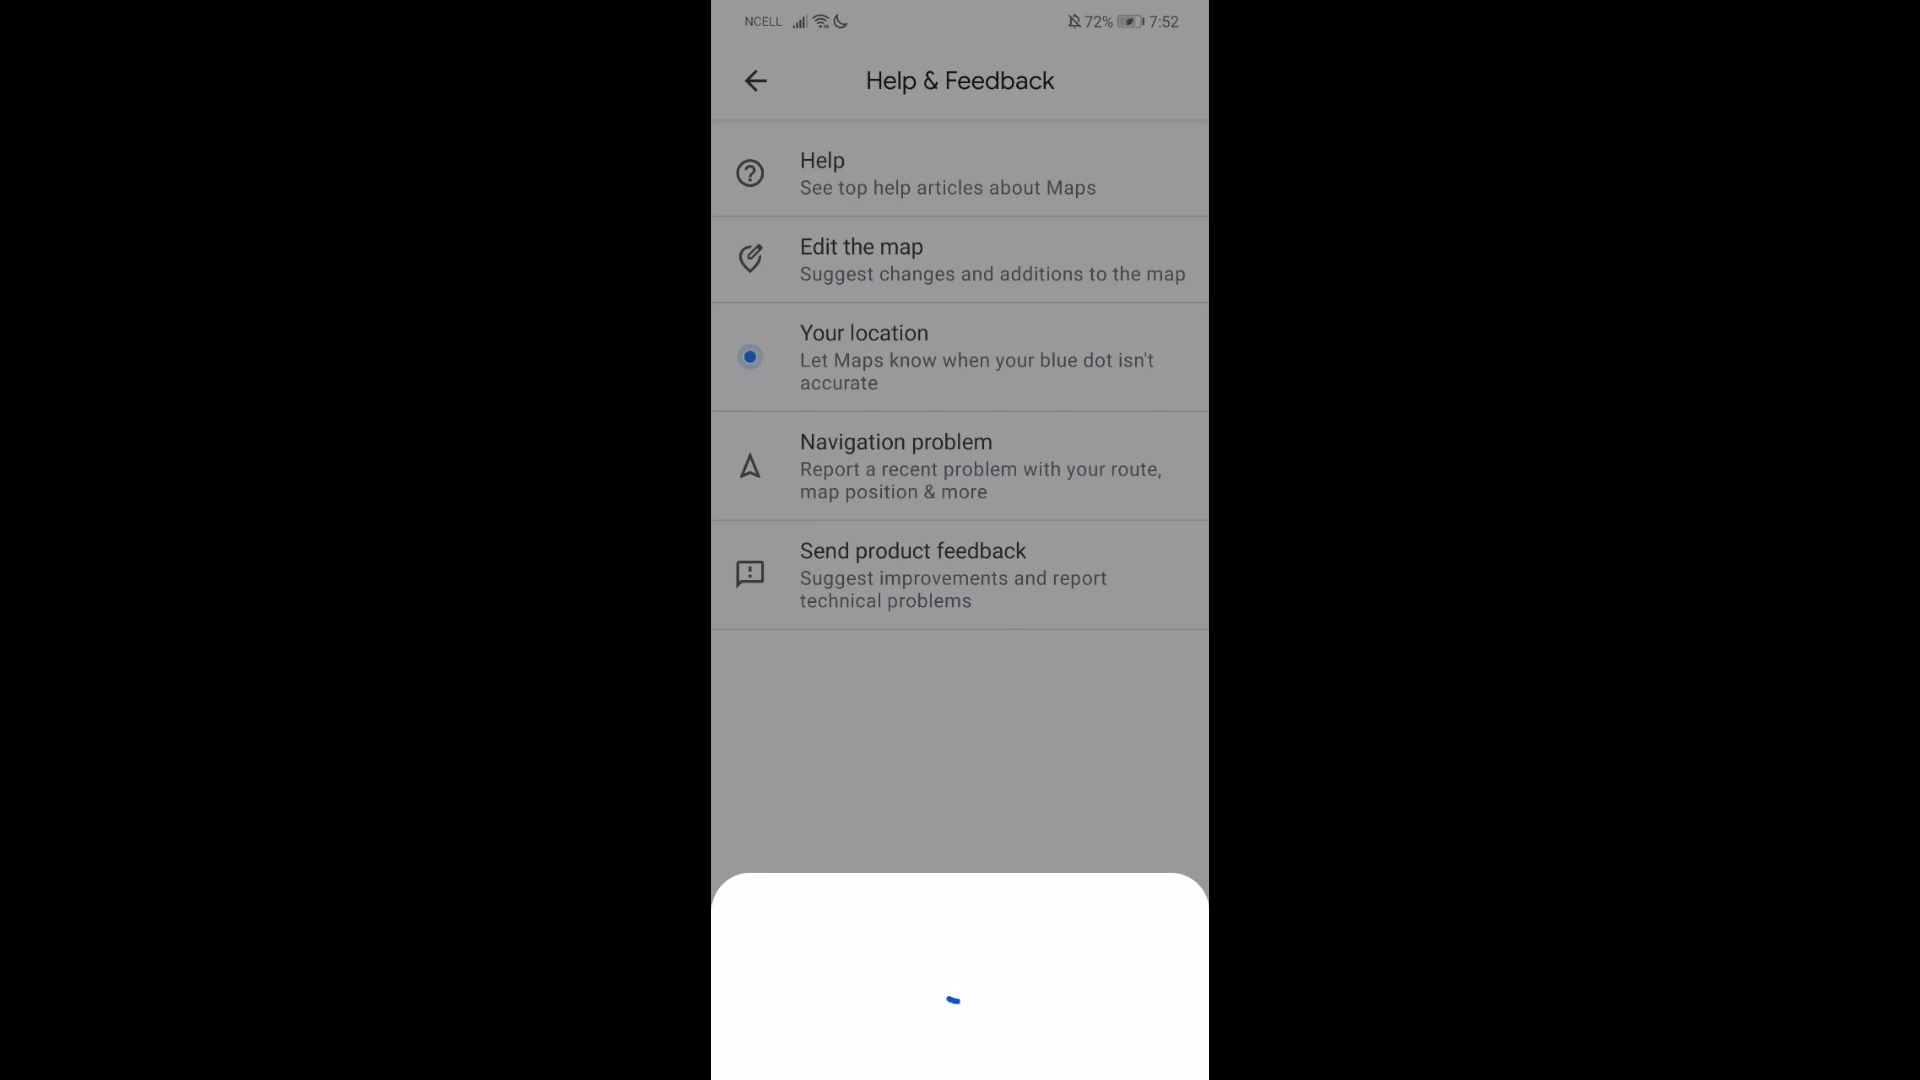 NCELL 72% 7:52
Help & Feedback
Help
See top help articles about Maps
Edit the map
Suggest changes and additions to the map
Your location
Let Maps know when your blue dot isn't
accurate
Navigation problem
Report a recent problem with your route,
map position & more
Send product feedback
Suggest improvements and report
technical problems